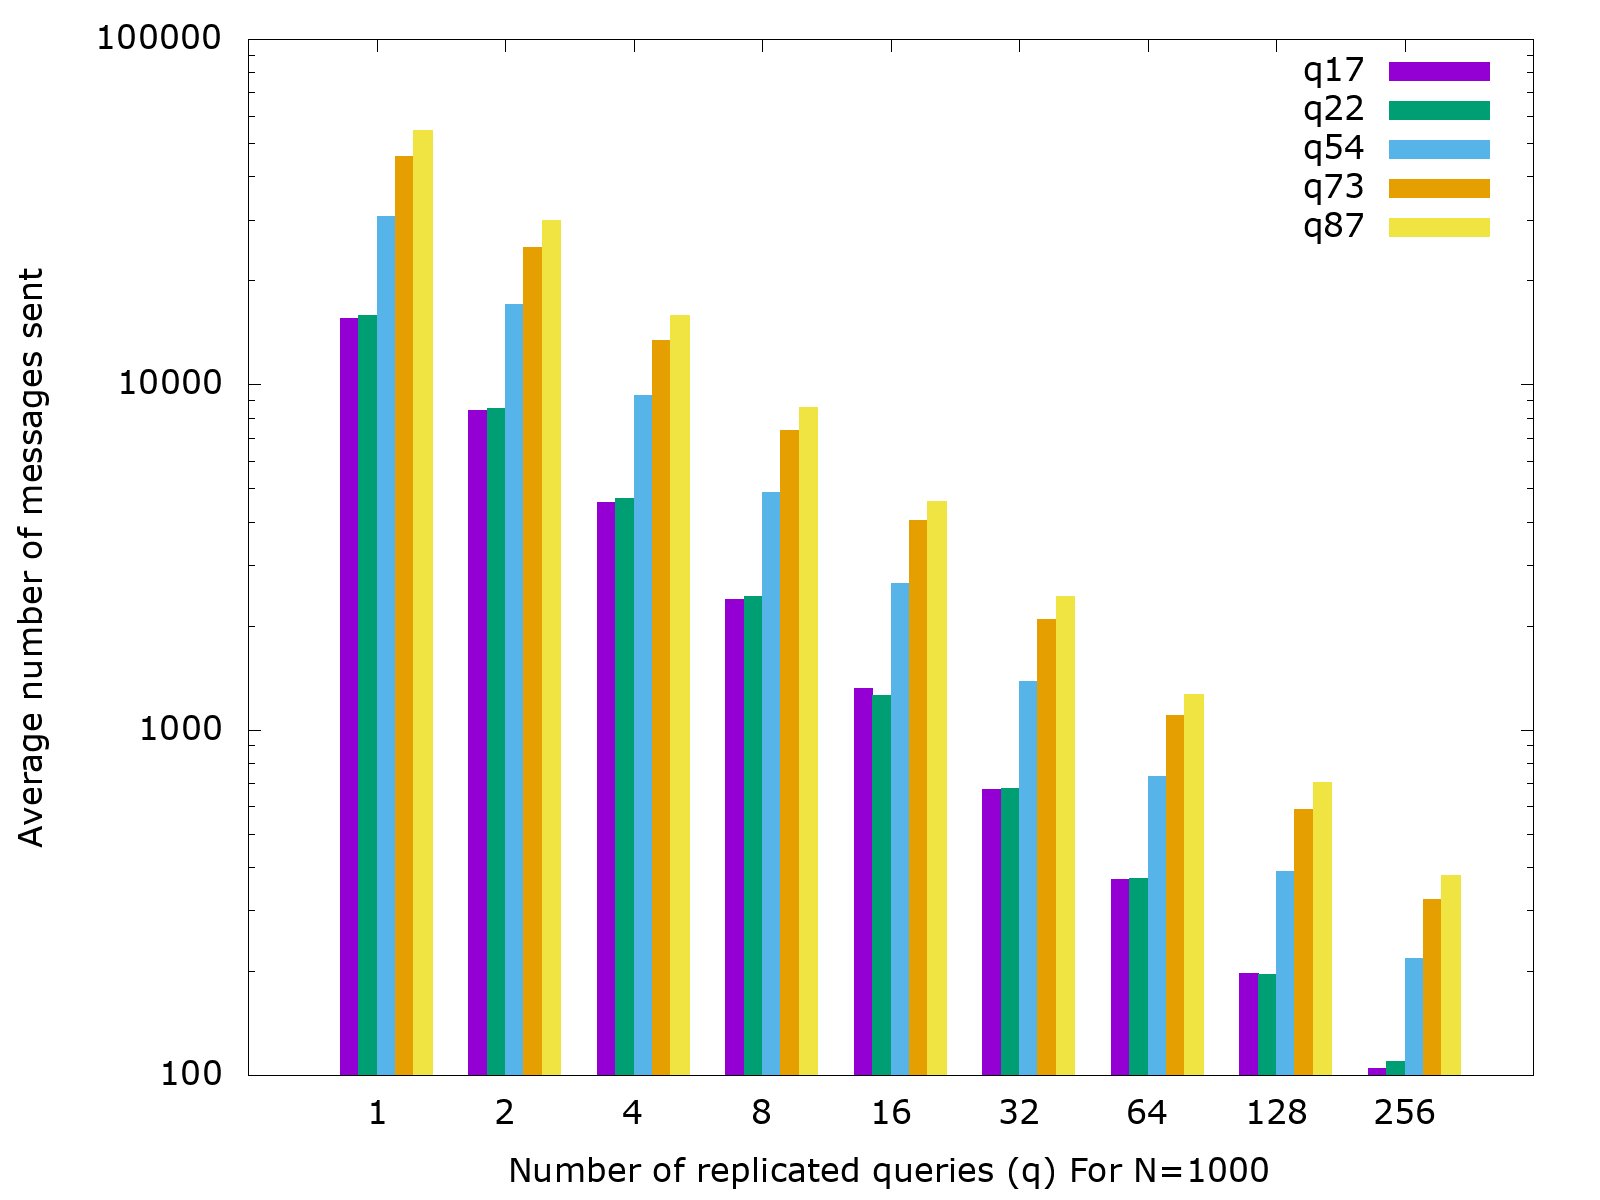 100000
10000
1000
100
Average number of messages sent
q17
q22
q54
q73
q87
1 2 4 8 16 32 64 128 256
Number of replicated queries (q) For N=1000